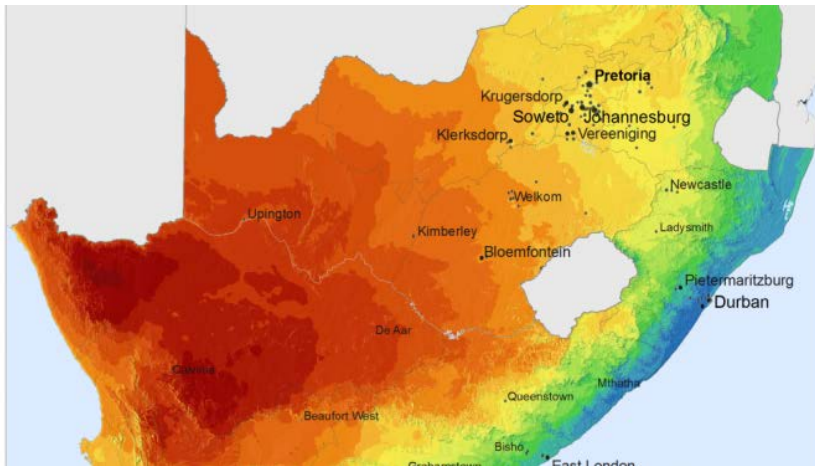 Pretoria
Krugersdorp
Soweto
Johannesburg
Klerksdorp
Vereeniging
Newcastle
Welkom
Upington
Kimberley
Ladysmith
Bloemfontein
Pietermaritzburg
Durban
De Aar
Calvinia
Mthatha
Queenstown
Beaufort West
Bisho
Grahamstown
East London